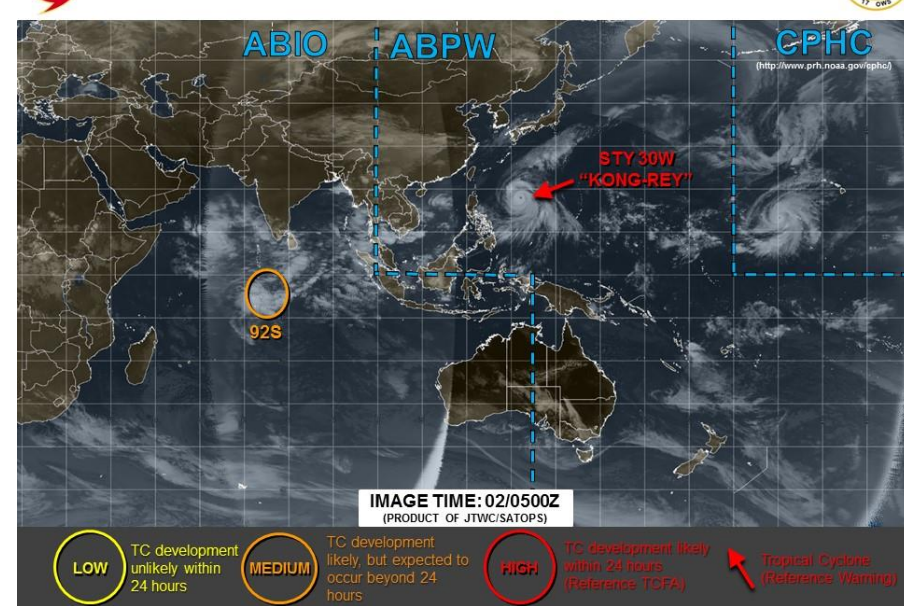 17 OWS
ABIO
ABPW
CPHC
(http://www.prh.noaa.gov/cphc/)
STY 30W
"KONG-REY"
92S
IMAGE TIME: 02/0500Z
(PRODUCT OF JTWC/SATOPS)
LOW
TC development
unlikely within
24 hours
MEDIUM
TC development
likely, but expected to
occur beyond 24
hours
HIGH
TC development likely
within 24 hours
(Reference TCFA)
Tropical Cyclone
(Reference Warning)